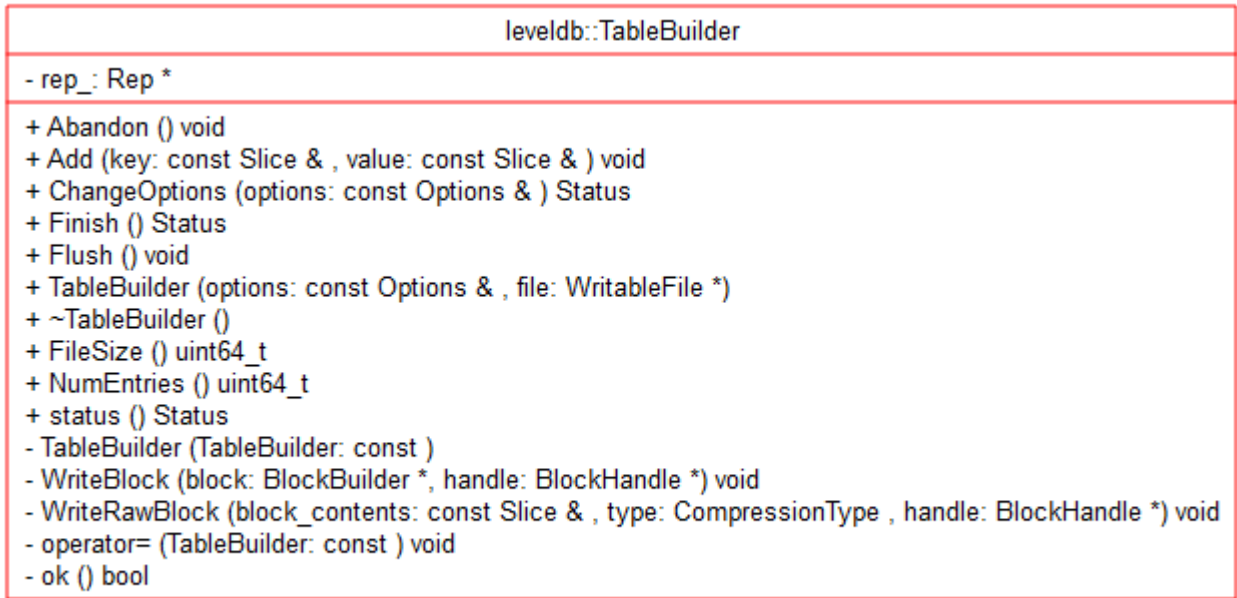 leveldb::TableBuilder
- rep_: Rep *
+ Abandon () void
+ Add (key: const Slice & , value: const Slice & ) void
+ ChangeOptions (options: const Options & ) Status
+ Finish () Status
+ Flush () void
+ TableBuilder (options: const Options & , file: WritableFile *)
+ ~TableBuilder ()
+ FileSize () uint64_t
+ NumEntries () uint64_t
+ status () Status
- TableBuilder (TableBuilder: const )
- WriteBlock (block: BlockBuilder *, handle: BlockHandle *) void
- WriteRawBlock (block_contents: const Slice & , type: CompressionType , handle: BlockHandle *) void
- operator= (TableBuilder: const ) void
- ok () bool